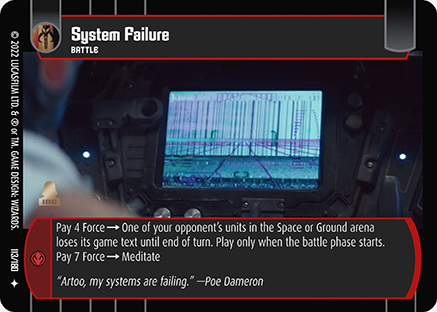 System Failure
BATTLE
© 2022 LUCASFILM LTD. & ® or TM. GAME DESIGN: WIZARDS.
113/180
IDC
Pay 4 Force → One of your opponent's units in the Space or Ground arena
loses its game text until end of turn. Play only when the battle phase starts.
Pay 7 Force → Meditate
"Artoo, my systems are failing." —Poe Dameron